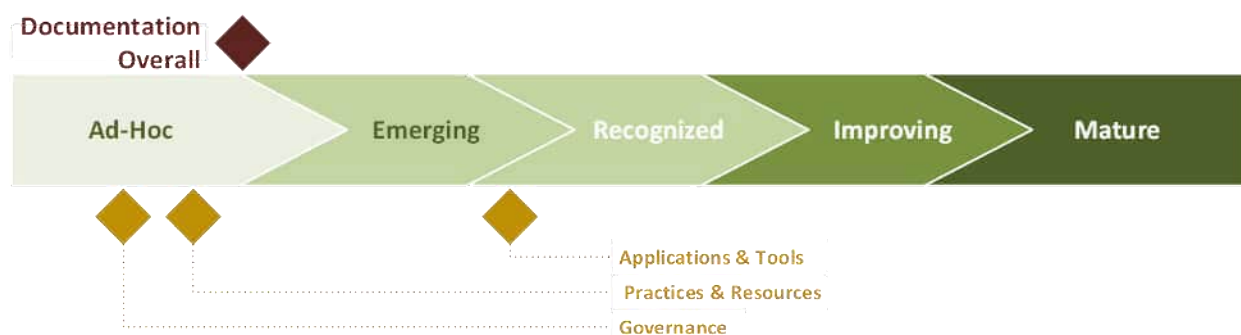 Documentation
Overall
Ad-Hoc
Emerging
Recognized
Improving
Mature
Applications & Tools
Practices & Resources
Governance